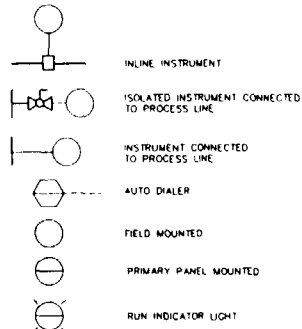 INLINE INSTRUMENT
ISOLATED INSTRUMENT CONNECTED
TO PROCESS LINE
INSTRUMENT CONNECTED
TO PROCESS LINE
AUTO DIALER
FIELD MOUNTED
PRIMARY PANEL MOUNTED
RUN INDICATOR LIGHT